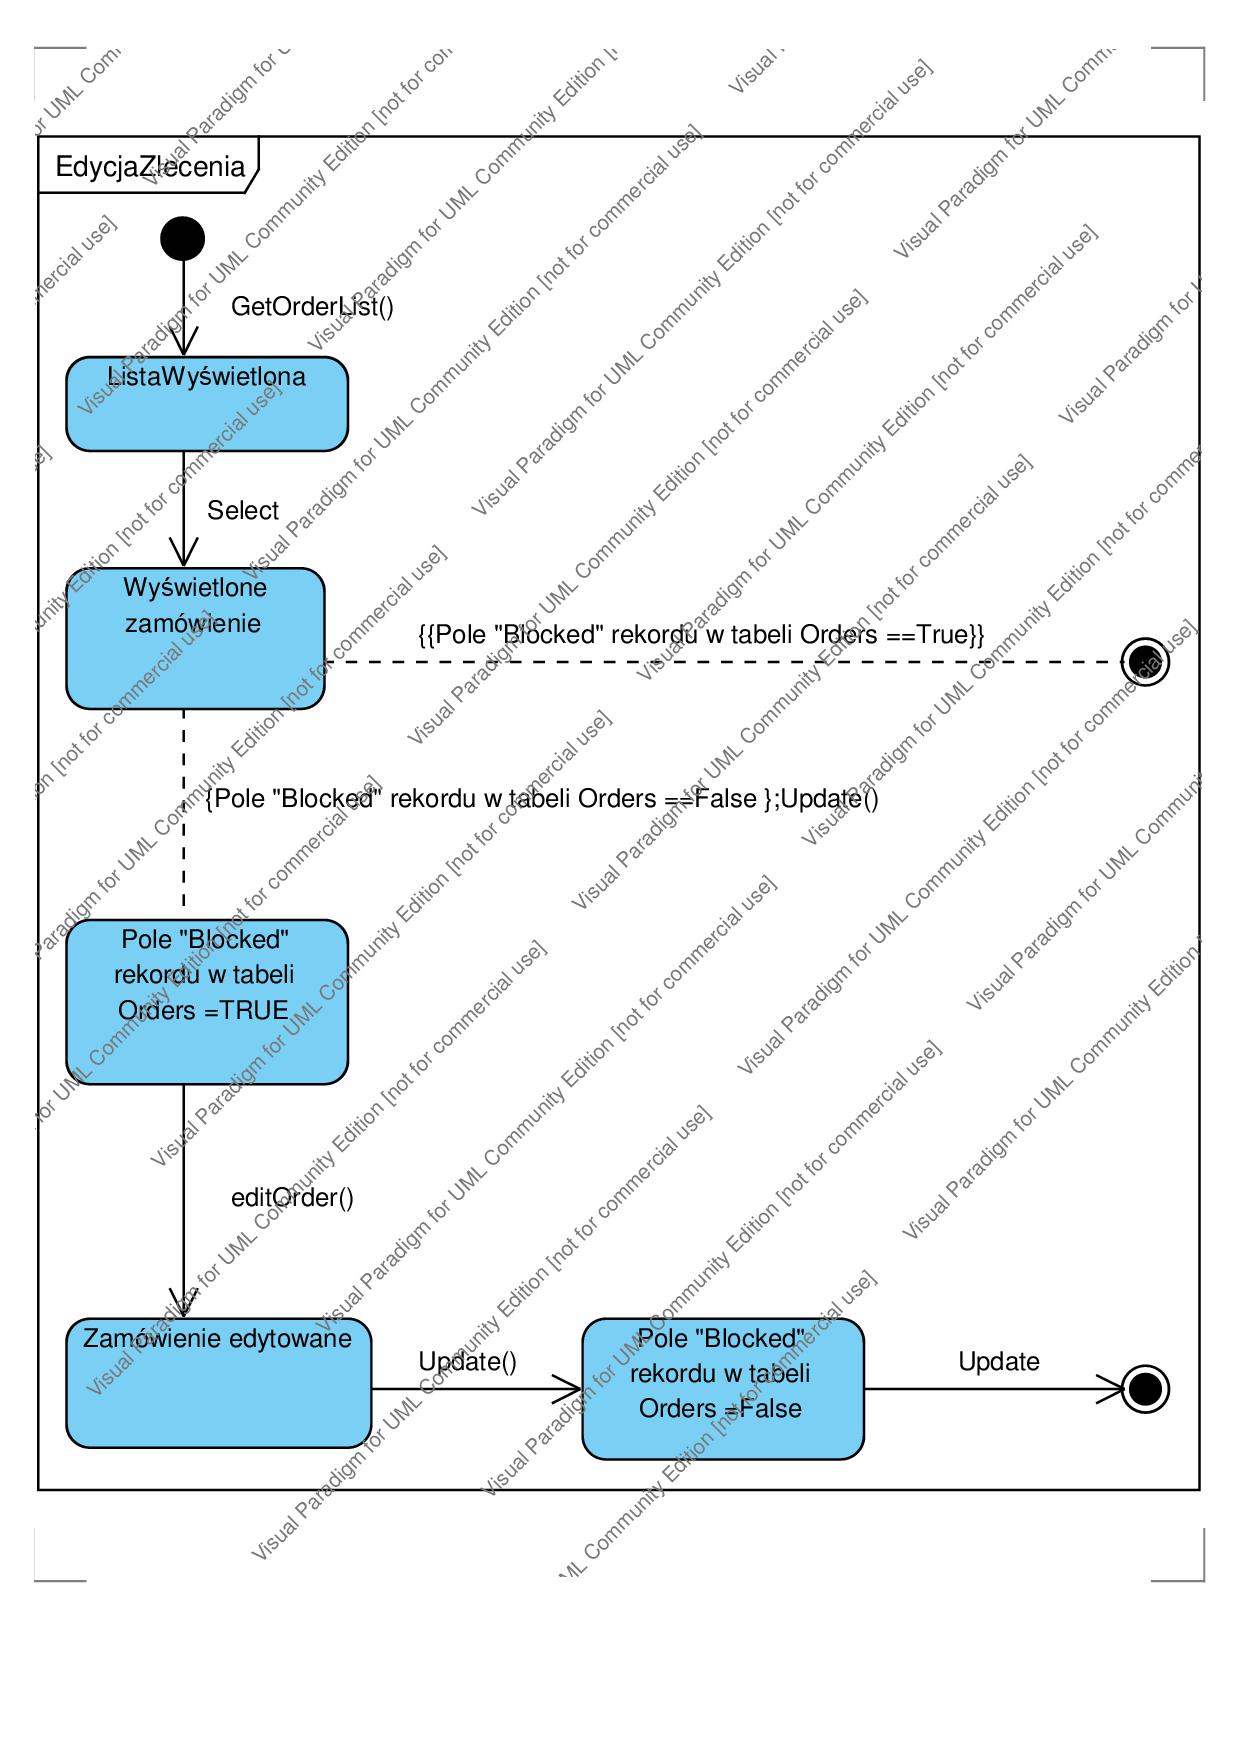 EdycjaZlecenia
GetOrderList()
ListaWyświetlona
Select
Wyświetlone
zamówienie
{{Pole "Blocked" rekordu w tabeli Orders ==True}}
{Pole "Blocked" rekordu w tabeli Orders ==False };Update()
Pole "Blocked"
rekordu w tabeli
Orders =TRUE
editOrder()
Zamówienie edytowane
Update()
Pole "Blocked"
rekordu w tabeli
Orders =False
Update
Visual Paradigm for UML Community Edition [not for commercial use]